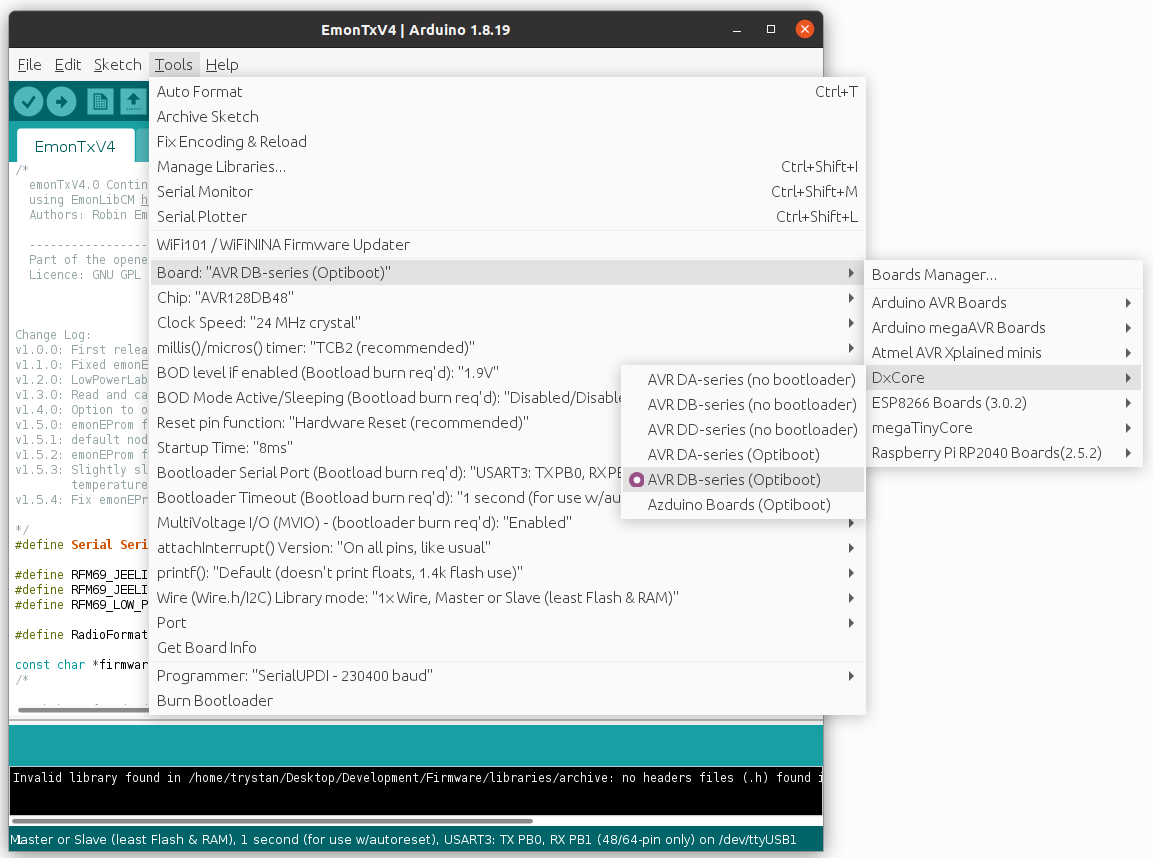 EmonTxV4 | Arduino 1.8.19
File Edit Sketch Tools Help
EmonTxV4
/*
emonTxV4.0 Contin
using EmonLibCM h
Authors: Robin Em
------------------
Part of the opene
Licence: GNU GPL
Change Log:
v1.0.0: First relea
v1.1.0: Fixed emonE
v1.2.0: LowPowerLab
v1.3.0: Read and ca
v1.4.0: Option to o
v1.5.0: emonEProm f
v1.5.1: default nod
v1.5.2: emonEProm f
v1.5.3: Slightly sl
temperature
v1.5.4: Fix emonEPr
*/
#define Serial Seri
#define RFM69_JEELI
#define RFM69_JEELI
#define RFM69_LOW_P
#define RadioFormat
const char *firmwar
/*
Auto Format Ctrl+T
Archive Sketch
Fix Encoding & Reload
Manage Libraries... Ctrl+Shift+I
Serial Monitor Ctrl+Shift+M
Serial Plotter Ctrl+Shift+L
WiFi101 / WiFiNINA Firmware Updater
Board: "AVR DB-series (Optiboot)"
Chip: "AVR128DB48"
Clock Speed: "24 MHz crystal"
millis()/micros() timer: "TCB2 (recommended)"
BOD level if enabled (Bootload burn req'd): "1.9V"
BOD Mode Active/Sleeping (Bootload burn req'd): "Disabled/Disable
Reset pin function: "Hardware Reset (recommended)"
Startup Time: "8ms"
Bootloader Serial Port (Bootload burn req'd): "USART3: TX PB0, RX PE
Bootloader Timeout (Bootload burn req'd): "1 second (for use w/au
MultiVoltage I/O (MVIO) - (bootloader burn req'd): "Enabled"
attachInterrupt() Version: "On all pins, like usual"
printf(): "Default (doesn't print floats, 1.4k flash use)"
Wire (Wire.h/I2C) Library mode: "1x Wire, Master or Slave (least Flash & RAM)"
Port
Get Board Info
Programmer: "SerialUPDI - 230400 baud"
Burn Bootloader
Boards Manager...
Arduino AVR Boards
Arduino megaAVR Boards
Atmel AVR Xplained minis
DxCore
ESP8266 Boards (3.0.2)
megaTinyCore
Raspberry Pi RP2040 Boards(2.5.2)
AVR DA-series (no bootloader)
AVR DB-series (no bootloader)
AVR DD-series (no bootloader)
AVR DA-series (Optiboot)
AVR DB-series (Optiboot)
Azduino Boards (Optiboot)
Invalid library found in /home/trystan/Desktop/Development/Firmware/libraries/archive: no headers files (.h) found i
Master or Slave (least Flash & RAM), 1 second (for use w/autoreset), USART3: TX PB0, RX PB1 (48/64-pin only) on /dev/ttyUSB1